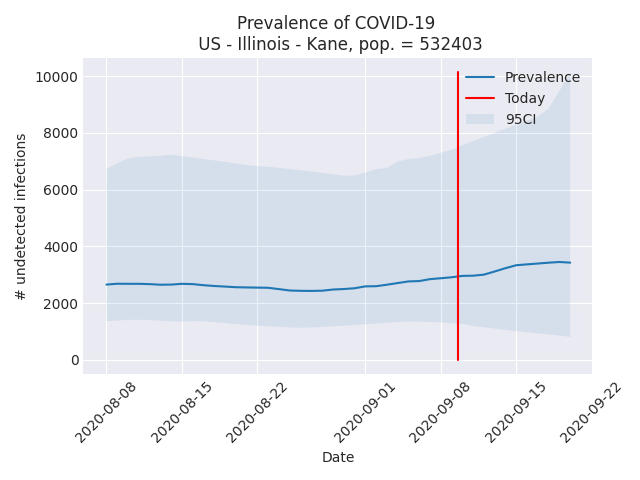 Prevalence of COVID-19
US - Illinois - Kane, pop. = 532403
10000
8000
6000
4000
2000
0
# undetected infections
Prevalence
Today
95CI
2020-08-08
2020-08-15
2020-08-22
2020-09-01
2020-09-08
2020-09-15
2020-09-22
Date